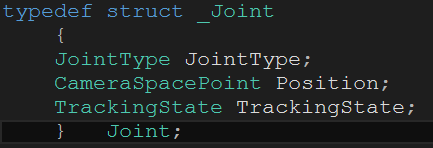 typedef struct _Joint
{
JointType JointType;
CameraSpacePoint Position;
TrackingState TrackingState;
} Joint;